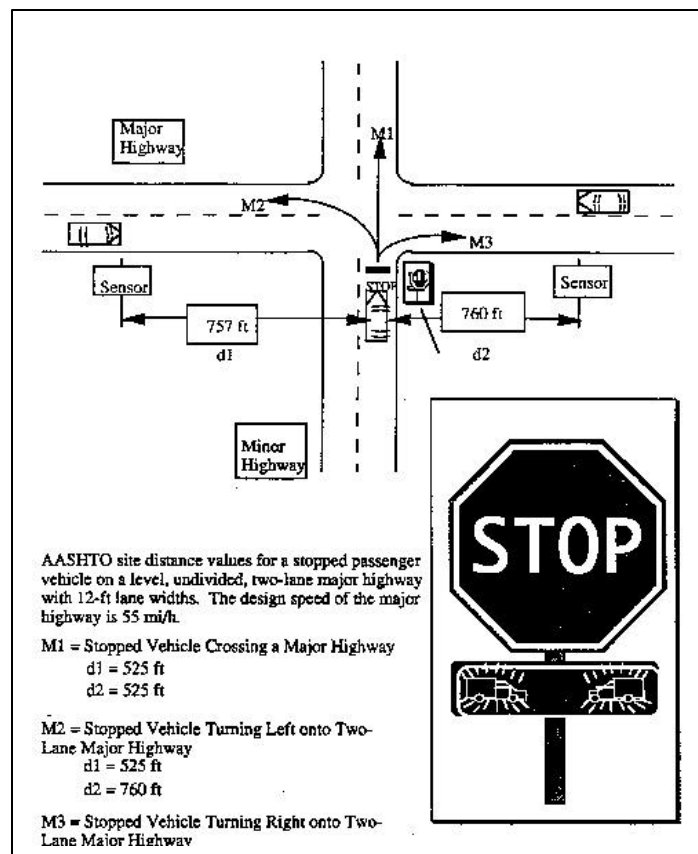 M1
Major
Highway
M2
M3
Sensor
STOP
Sensor
757 ft
760 ft
d1
d2
Minor
Highway
STOP
AASHTO site distance values for a stopped passenger
vehicle on a level, undivided, two-lane major highway
with 12-ft lane widths. The design speed of the major
highway is 55 mi/h.
M1 = Stopped Vehicle Crossing a Major Highway
d1 = 525 ft
d2 = 525 ft
M2 = Stopped Vehicle Turning Left onto Two-
Lane Major Highway
d1 = 525 ft
d2 = 760 ft
M3 = Stopped Vehicle Turning Right onto Two-
Lane Major Highway